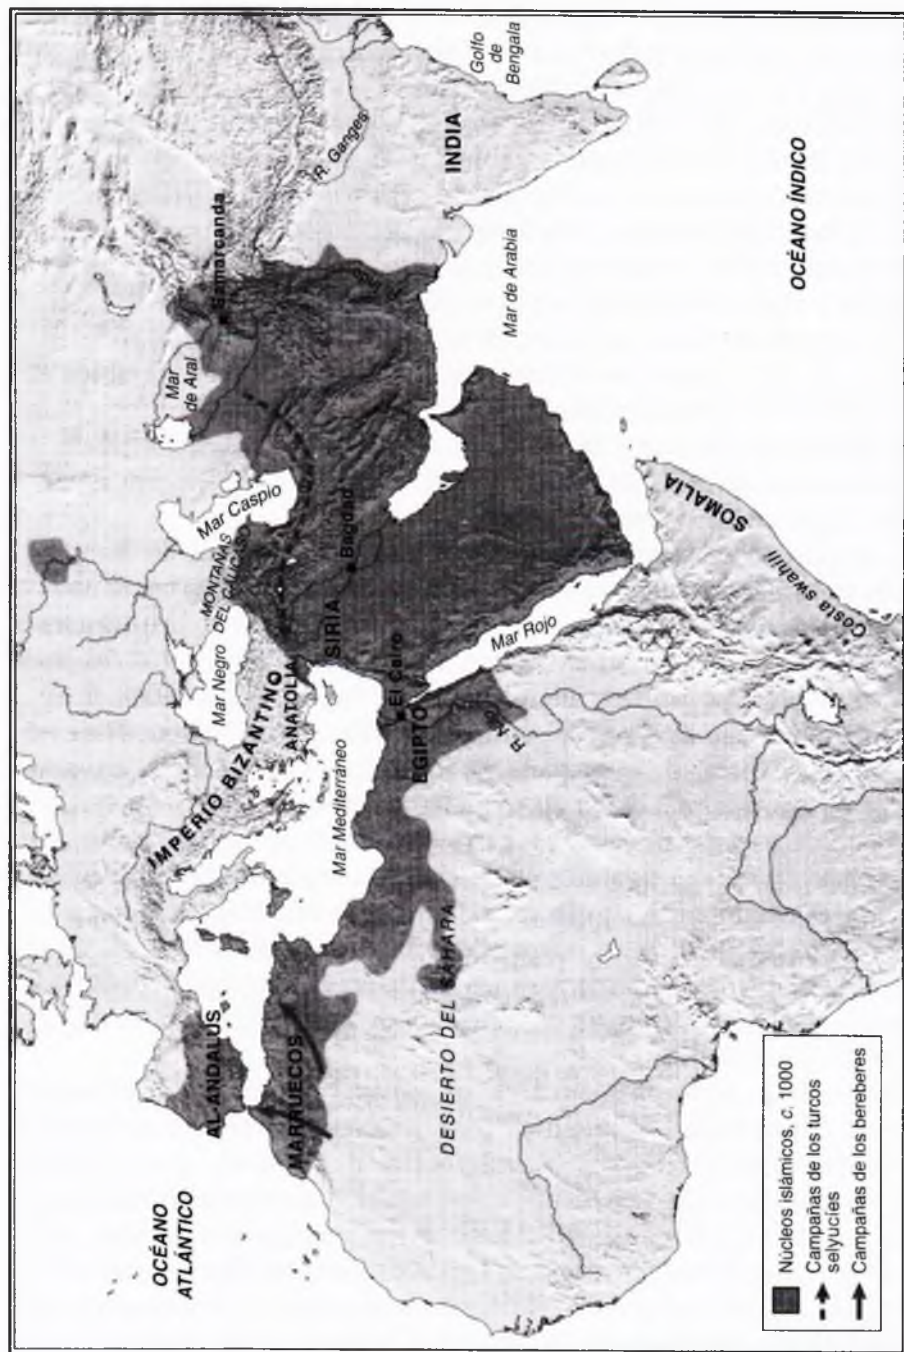 OCÉANO
ATLÁNTICO
AL-ANDALUS
MARRUECOS
DESIERTO DEL SÁHARA
IMPERIO BIZANTINO
ANATOLIA
Mar Negro
MONTAÑAS
DEL CÁUCASO
Mar Caspio
Mar
de Aral
Samarcanda
Mar Mediterráneo
SIRIA
Bagdad
El Cairo
EGIPTO
R. Nilo
Mar Rojo
SOMALIA
Costa swahili
Mar de Arabia
INDIA
R. Ganges
Golfo
de
Bengala
OCÉANO ÍNDICO
Núcleos islámicos, c. 1000
Campañas de los turcos
selyucíes
Campañas de los bereberes